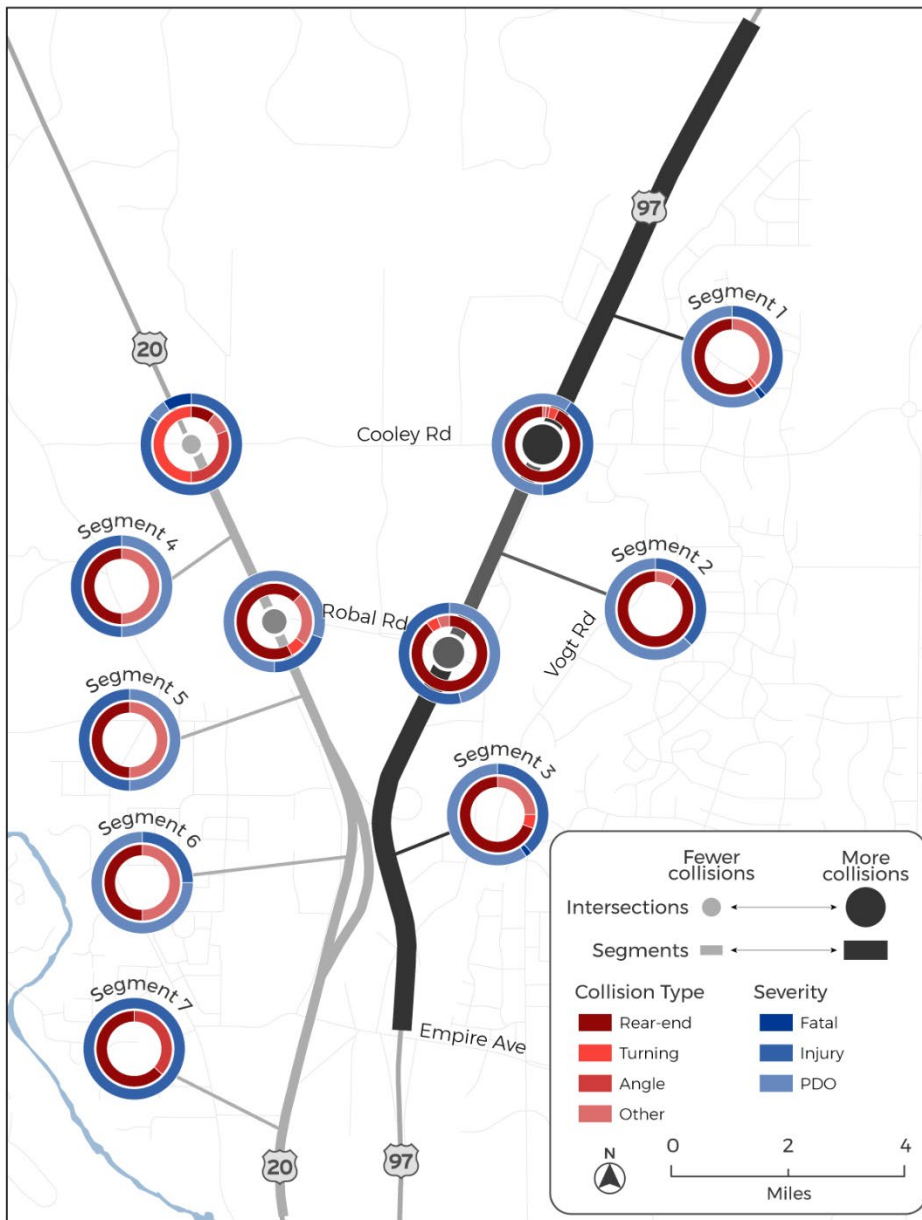 97
Segment 1
20
Cooley Rd
Segment 4
Segment 2
Robal Rd
Vogt Rd
Segment 5
Segment 3
Segment 6
Segment 7
Empire Ave
20
97
Fewer
collisions
More
collisions
Intersections
Segments
Collision Type
Rear-end
Turning
Angle
Other
Severity
Fatal
Injury
PDO
N
0 2 4
Miles